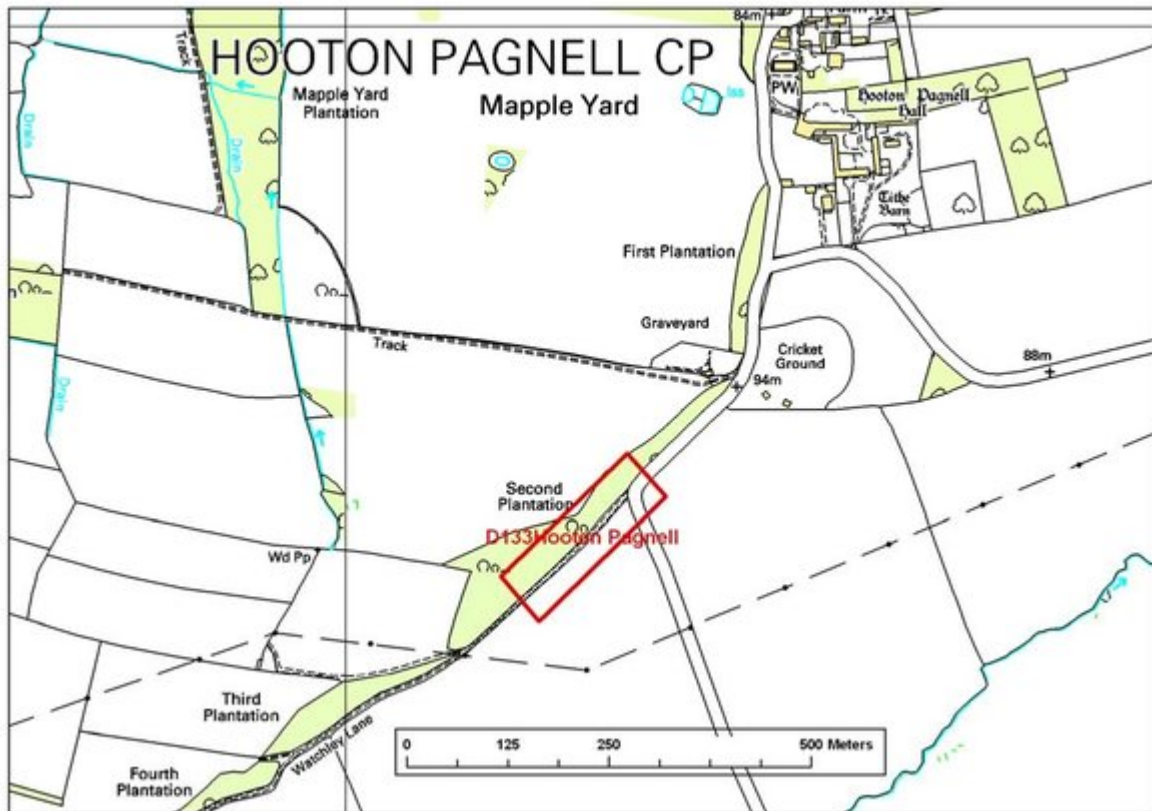 84m
Track
HOOTON PAGNELL CP
Mapple Yard
Plantation
Mapple Yard
Iss
PW
Hooton Pagnell
Hall
Drain
Drain
Tithe
Barn
First Plantation
Graveyard
Track
Cricket
Ground
88m
94m
Drain
Second
Plantation
D133Hooton Pagnell
Wd Pp
Third
Plantation
Watchley Lane
Fourth
Plantation
0 125 250 500 Meters